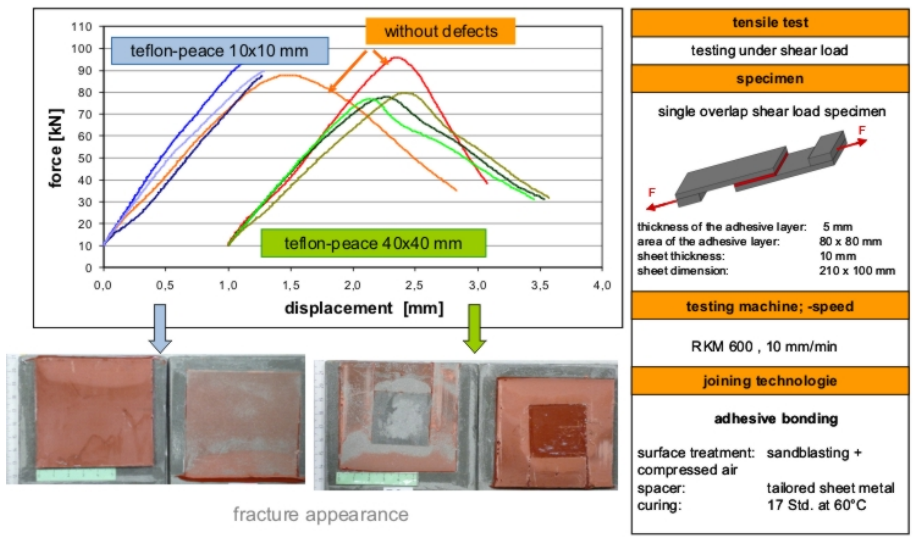 110
100
90
80
70
60
50
40
30
20
10
0
force [kN]
teflon-peace 10x10 mm
without defects
teflon-peace 40x40 mm
0,0 0,5 1,0 1,5 2,0 2,5 3,0 3,5 4,0
displacement [mm]
fracture appearance
tensile test
testing under shear load
specimen
single overlap shear load specimen
F
F
thickness of the adhesive layer: 5 mm
area of the adhesive layer: 80 x 80 mm
sheet thickness: 10 mm
sheet dimension: 210 x 100 mm
testing machine; -speed
RKM 600 , 10 mm/min
joining technologie
adhesive bonding
surface treatment: sandblasting +
compressed air
spacer: tailored sheet metal
curing: 17 Std. at 60°C